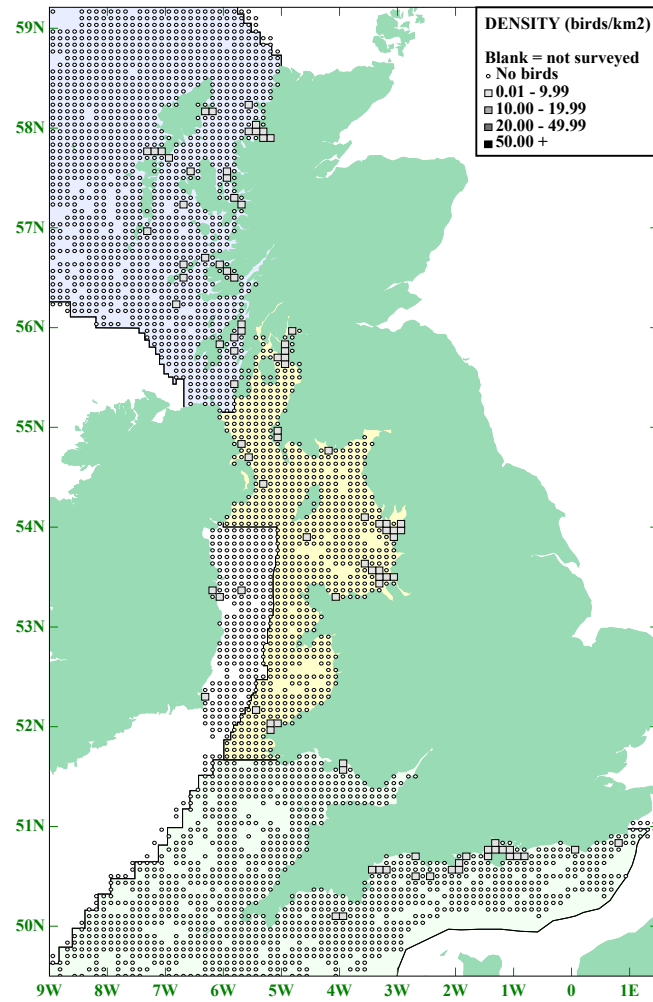 DENSITY (birds/km2)
Blank = not surveyed
No birds
0.01 - 9.99
10.00 - 19.99
20.00 - 49.99
50.00 +
59N
58N
57N
56N
55N
54N
53N
52N
51N
50N
9W 8W 7W 6W 5W 4W 3W 2W 1W 0 1E